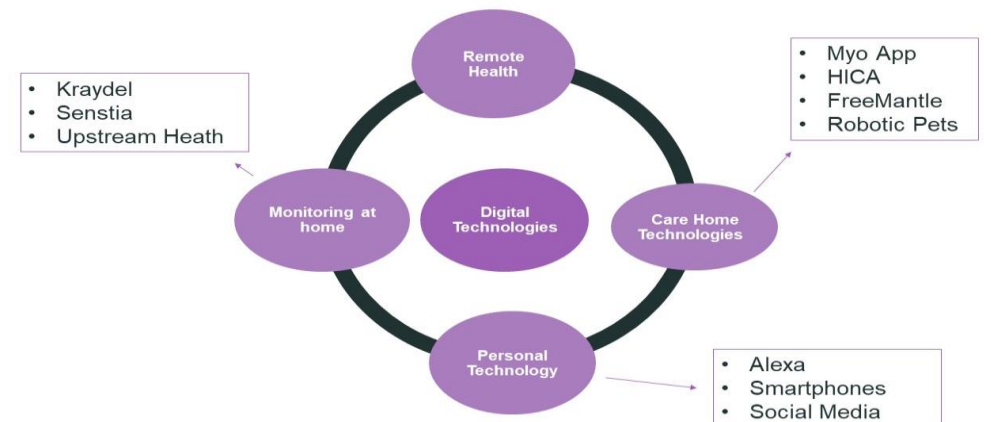 Remote
Health
• Kraydel
• Senstia
• Upstream Heath
• Myo App
• HICA
• FreeMantle
• Robotic Pets
Monitoring at
home
Digital
Technologies
Care Home
Technologies
Personal
Technology
• Alexa
• Smartphones
• Social Media